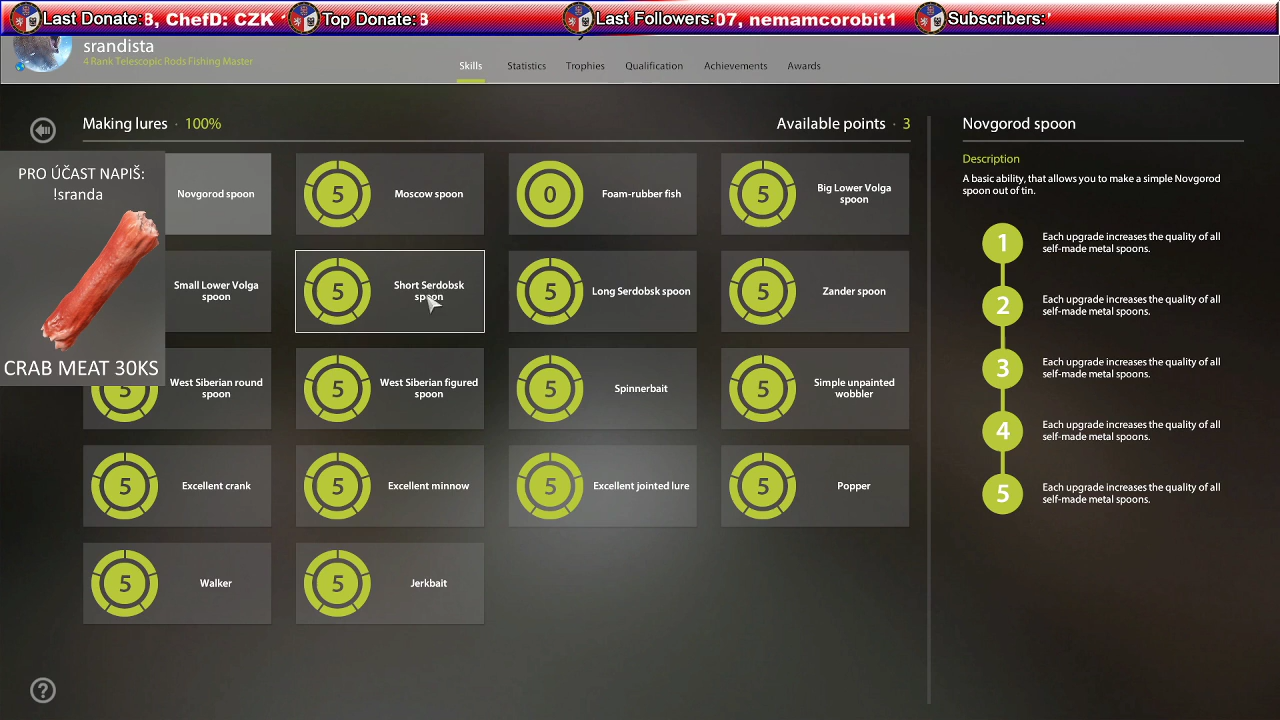 Last Donate: 3, ChefD: CZK
Top Donate: 3
Last Followers: 07, nemamcorobit1
Subscribers:
srandista
4 Rank Telescopic Rods Fishing Master
Skills
Statistics
Trophies
Qualification
Achievements
Awards
Making lures · 100%
Available points · 3
PRO ÚČAST NAPIŠ:
!sranda
CRAB MEAT 30KS
Novgorod spoon
5
Moscow spoon
0
Foam-rubber fish
5
Big Lower Volga
spoon
Small Lower Volga
spoon
5
Short Serdobsk
spoon
5
Long Serdobsk spoon
5
Zander spoon
5
West Siberian round
spoon
5
West Siberian figured
spoon
5
Spinnerbait
5
Simple unpainted
wobbler
5
Excellent crank
5
Excellent minnow
5
Excellent jointed lure
5
Popper
5
Walker
5
Jerkbait
Novgorod spoon
Description
A basic ability, that allows you to make a simple Novgorod
spoon out of tin.
1
Each upgrade increases the quality of all
self-made metal spoons.
2
Each upgrade increases the quality of all
self-made metal spoons.
3
Each upgrade increases the quality of all
self-made metal spoons.
4
Each upgrade increases the quality of all
self-made metal spoons.
5
Each upgrade increases the quality of all
self-made metal spoons.
?